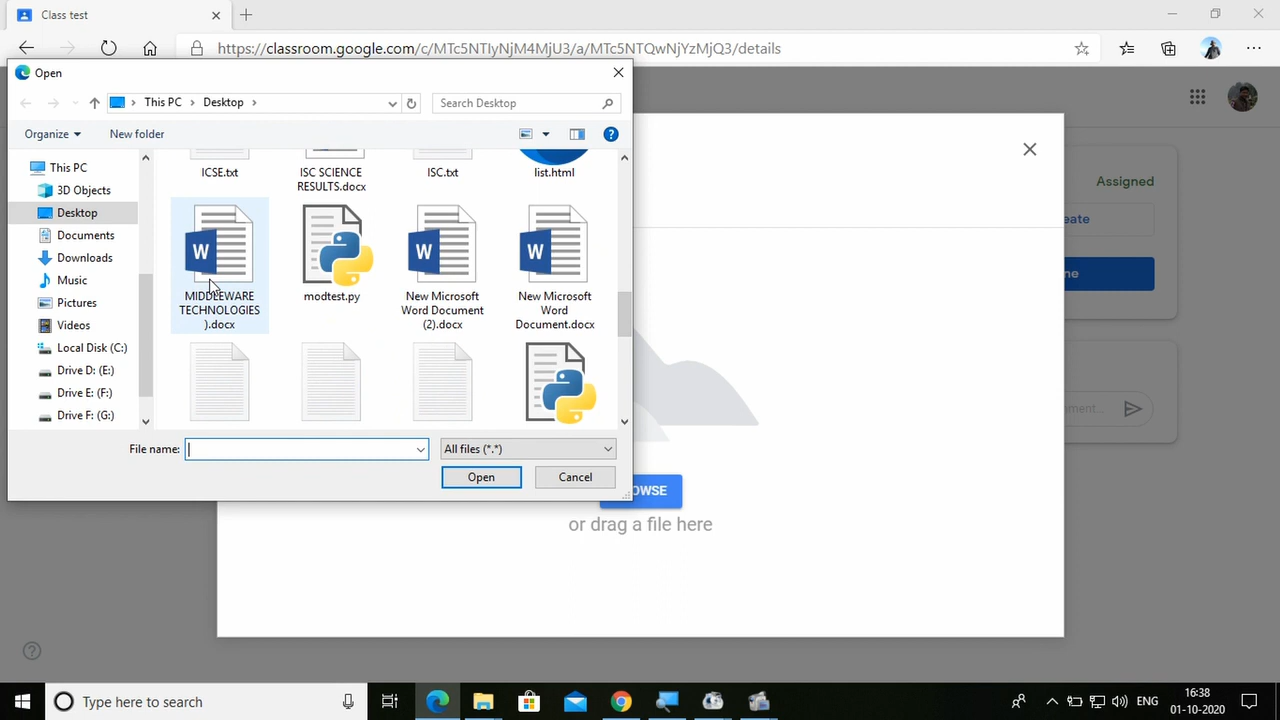 Class test
https://classroom.google.com/c/MTc5NTIyNjM4MjU3/a/MTc5NTQwNjYzMjQ3/details
Open
This PC
Desktop
Search Desktop
Organize
New folder
This PC
3D Objects
Desktop
Documents
Downloads
Music
Pictures
Videos
Local Disk (C:)
Drive D: (E:)
Drive E: (F:)
Drive F: (G:)
ICSE.txt
ISC SCIENCE
RESULTS.docx
ISC.txt
list.html
MIDDLEWARE
TECHNOLOGIES
).docx
modtest.py
New Microsoft
Word Document
(2).docx
New Microsoft
Word
Document.docx
File name:
All files (*.*)
Open
Cancel
Assigned
eate
ne
ment...
OWSE
or drag a file here
Type here to search
ENG
16:38
01-10-2020